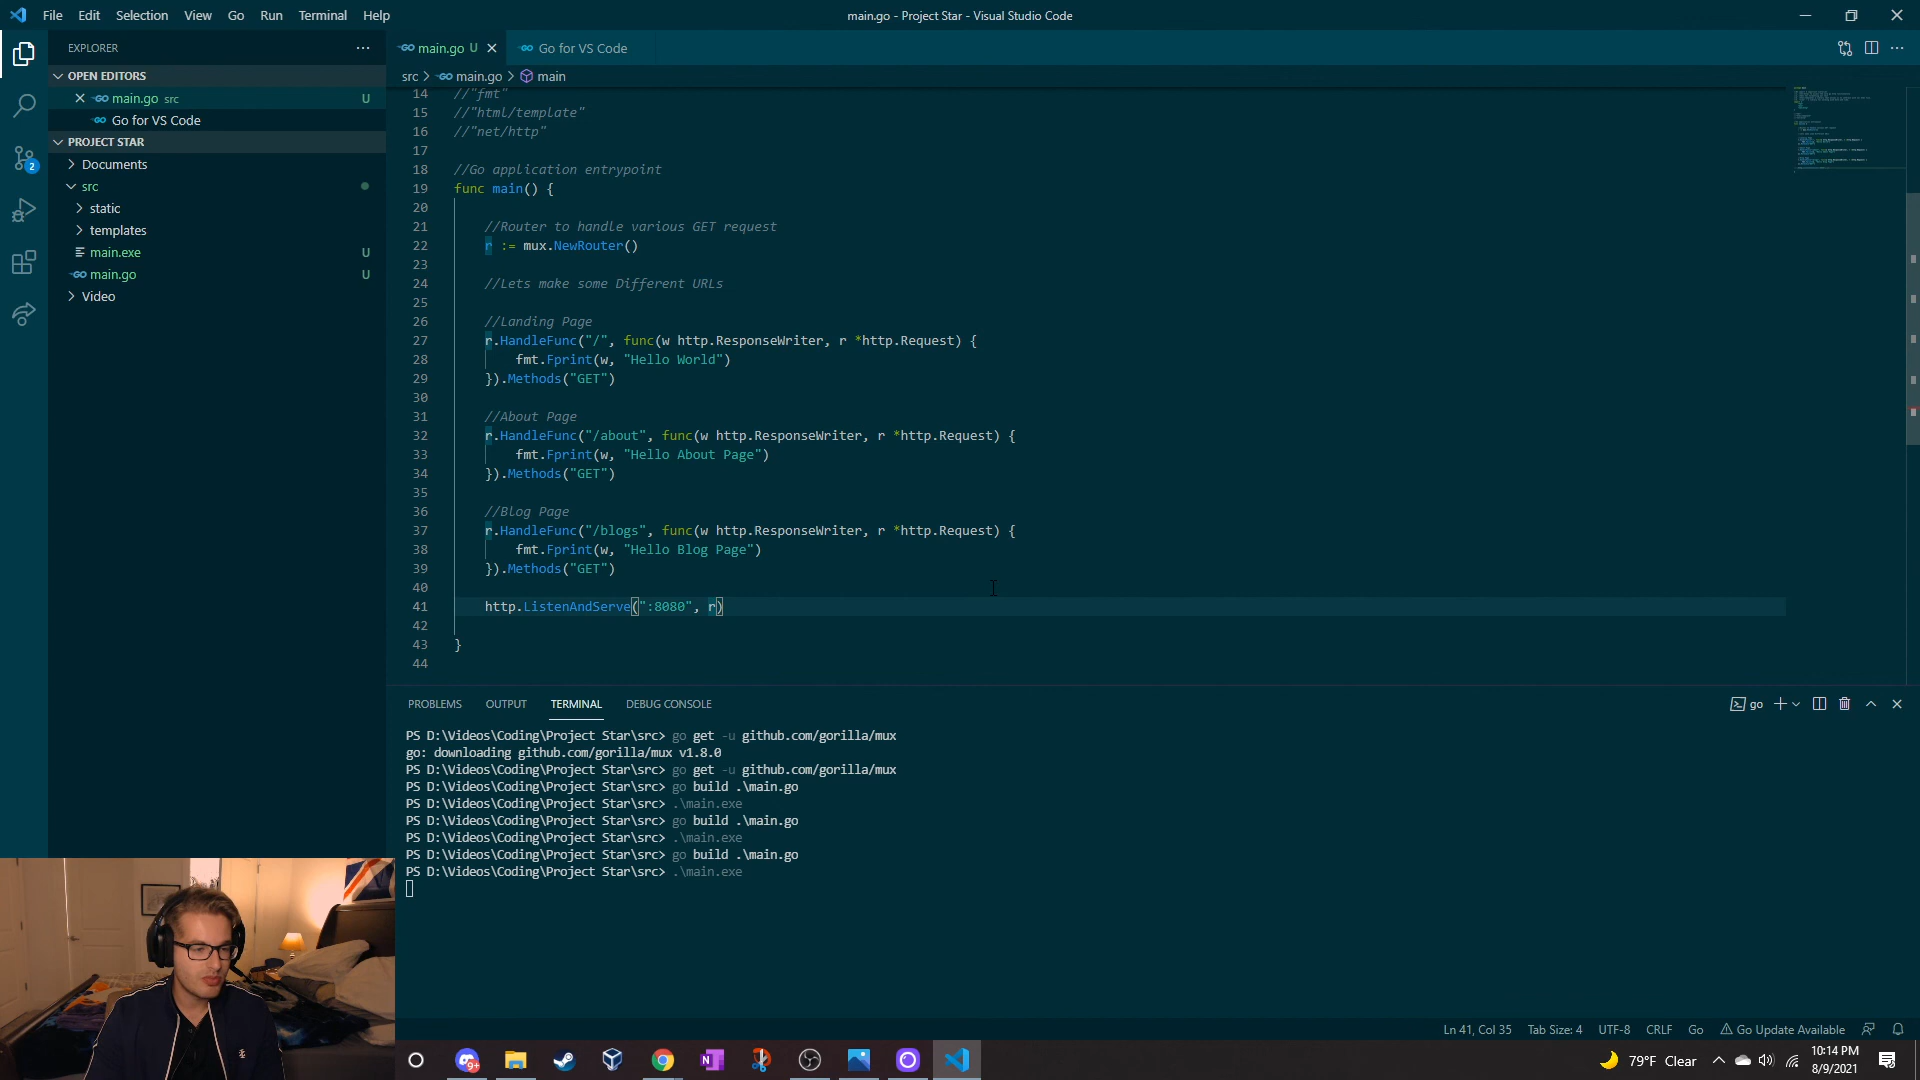 File Edit Selection View Go Run Terminal Help
main.go - Project Star - Visual Studio Code
EXPLORER
main.go U
Go for VS Code
OPEN EDITORS
src > main.go > main
main.go src U
Go for VS Code
PROJECT STAR
Documents
src
static
templates
main.exe U
main.go U
Video
2
14 //"fmt"
15 //"html/template"
16 //"net/http"
17
18 //Go application entrypoint
19 func main() {
20
21 //Router to handle various GET request
22 r := mux.NewRouter()
23
24 //Lets make some Different URLs
25
26 //Landing Page
27 r.HandleFunc("/", func(w http.ResponseWriter, r *http.Request) {
28 fmt.Fprint(w, "Hello World")
29 }).Methods("GET")
30
31 //About Page
32 r.HandleFunc("/about", func(w http.ResponseWriter, r *http.Request) {
33 fmt.Fprint(w, "Hello About Page")
34 }).Methods("GET")
35
36 //Blog Page
37 r.HandleFunc("/blogs", func(w http.ResponseWriter, r *http.Request) {
38 fmt.Fprint(w, "Hello Blog Page")
39 }).Methods("GET")
40
41 http.ListenAndServe(":8080", r)
42
43 }
44
PROBLEMS OUTPUT TERMINAL DEBUG CONSOLE
go
PS D:\Videos\Coding\Project Star\src> go get -u github.com/gorilla/mux
go: downloading github.com/gorilla/mux v1.8.0
PS D:\Videos\Coding\Project Star\src> go get -u github.com/gorilla/mux
PS D:\Videos\Coding\Project Star\src> go build .\main.go
PS D:\Videos\Coding\Project Star\src> .\main.exe
PS D:\Videos\Coding\Project Star\src> go build .\main.go
PS D:\Videos\Coding\Project Star\src> .\main.exe
PS D:\Videos\Coding\Project Star\src> go build .\main.go
PS D:\Videos\Coding\Project Star\src> .\main.exe
Ln 41, Col 35 Tab Size: 4 UTF-8 CRLF Go Go Update Available
9+
N
79°F Clear
10:14 PM
8/9/2021